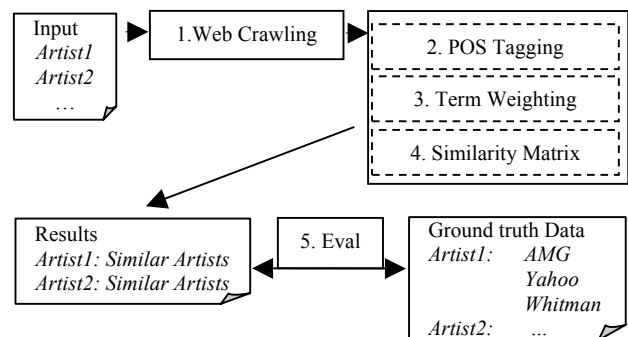 Input
Artist1
Artist2
…
1.Web Crawling
2. POS Tagging
3. Term Weighting
4. Similarity Matrix
Results
Artist1: Similar Artists
Artist2: Similar Artists
5. Eval
Ground truth Data
Artist1: AMG
Yahoo
Whitman
Artist2: ...